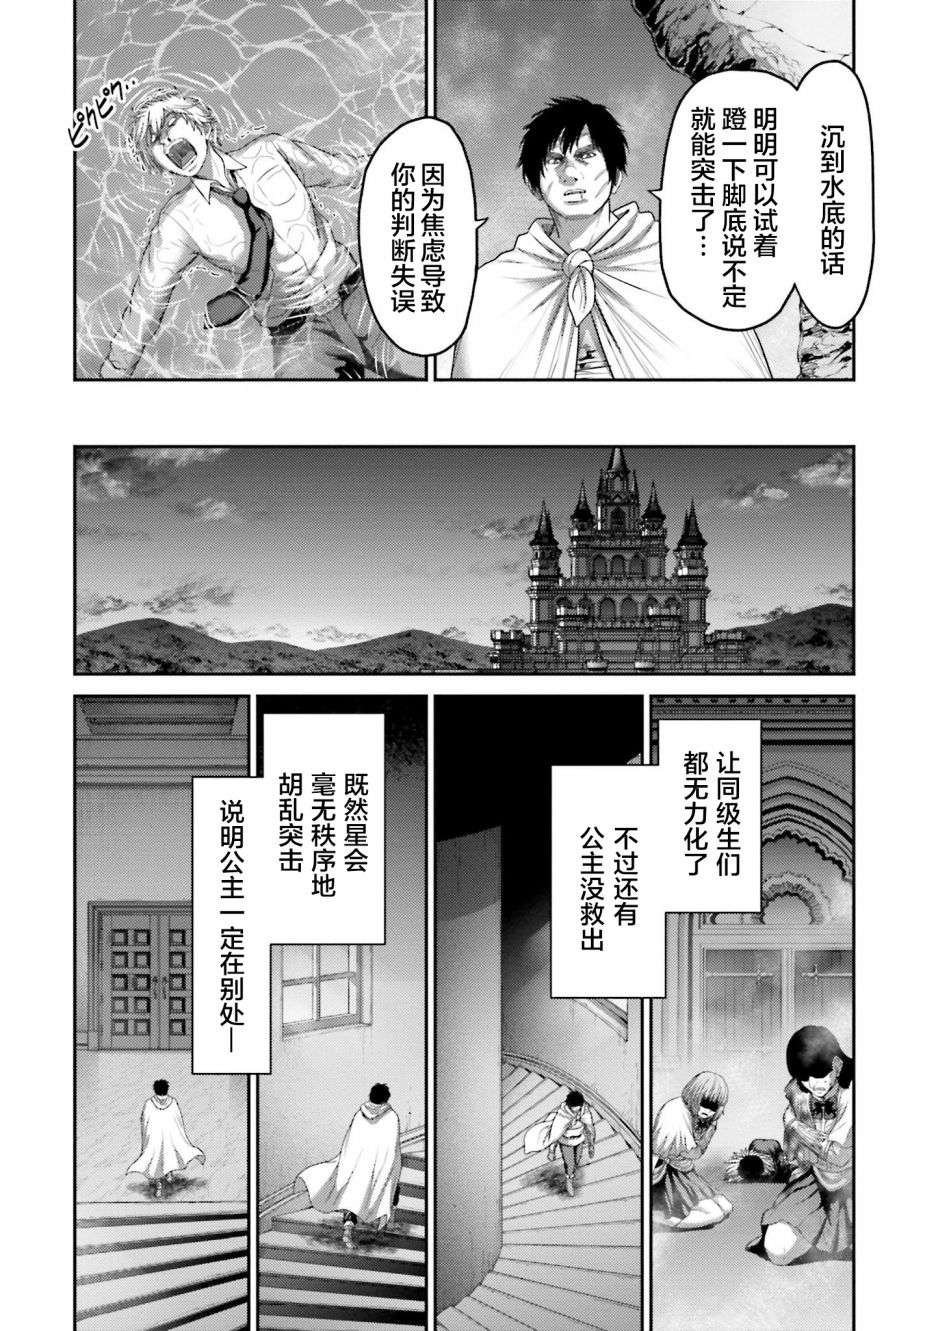 沉到水底的话
明明可以试着
蹬一下脚底说不定
就能突击了…
因为焦虑导致
你的判断失误
ピクピク..
让同级生们
都无力化了
不过还有
公主没救出
既然星会
毫无秩序地
胡乱突击
说明公主一定在别处—